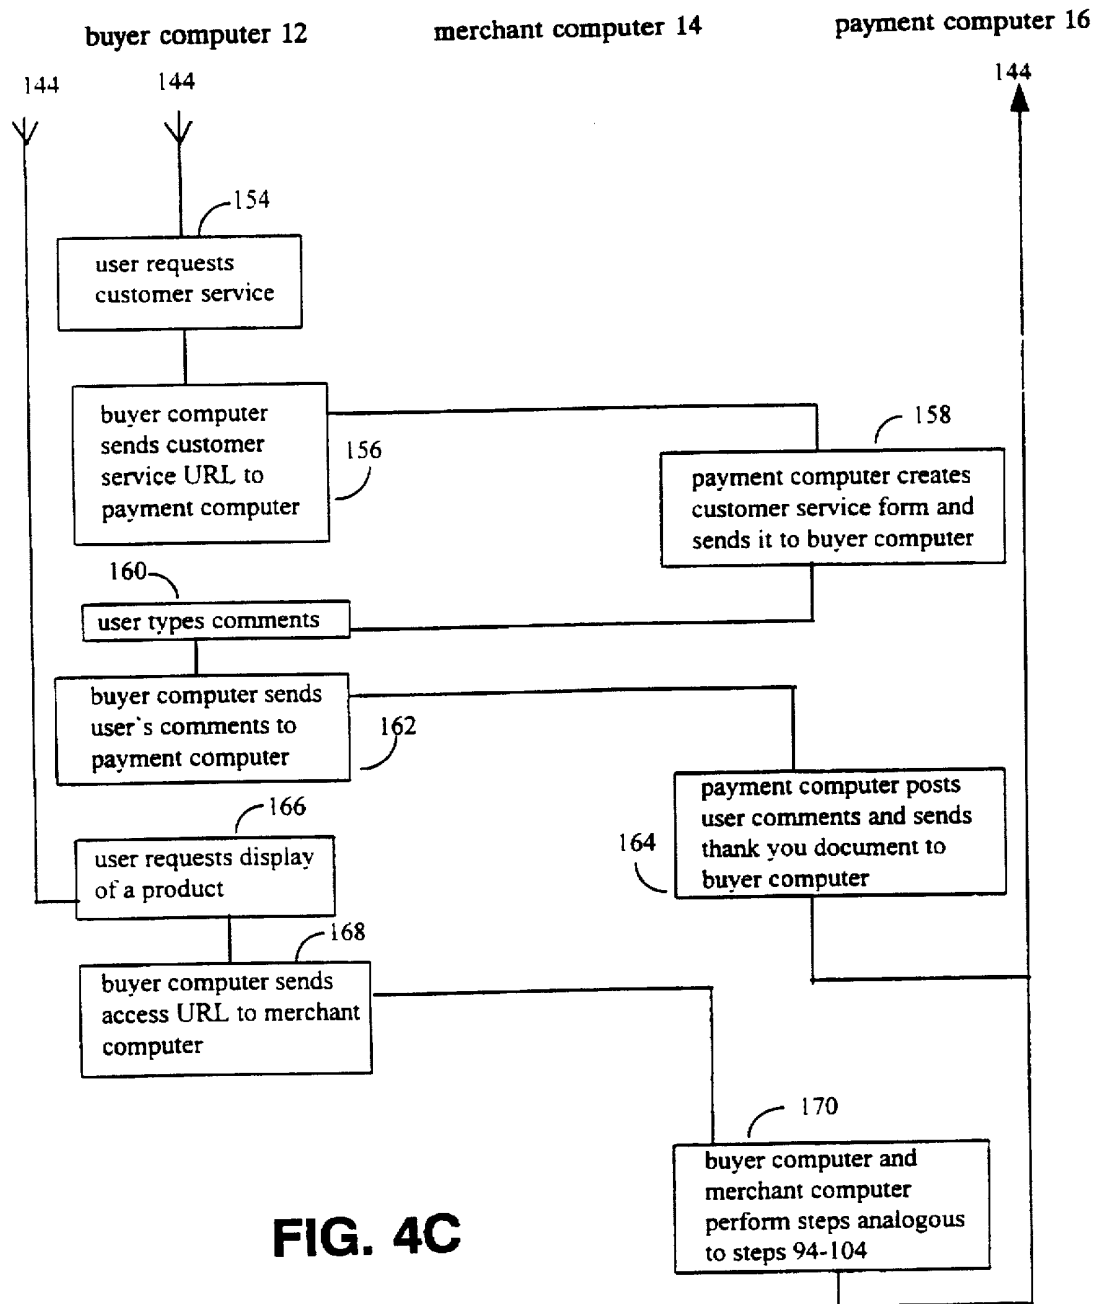 buyer computer 12
merchant computer 14
payment computer 16
144
144
144
154
user requests
customer service
buyer computer
sends customer
service URL to
payment computer
156
158
payment computer creates
customer service form and
sends it to buyer computer
160
user types comments
buyer computer sends
user's comments to
payment computer
162
payment computer posts
user comments and sends
thank you document to
buyer computer
164
166
user requests display
of a product
168
buyer computer sends
access URL to merchant
computer
170
buyer computer and
merchant computer
perform steps analogous
to steps 94-104
FIG. 4C